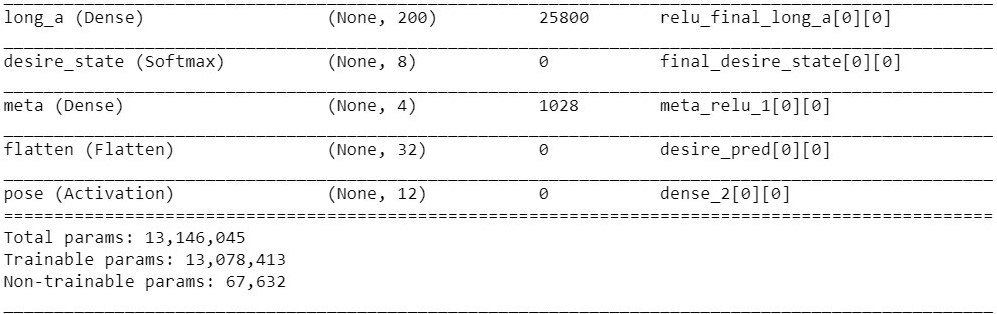 long_a (Dense) (None, 200) 25800 relu_final_long_a[0][0]
desire_state (Softmax) (None, 8) 0 final_desire_state[0][0]
meta (Dense) (None, 4) 1028 meta_relu_1[0][0]
flatten (Flatten) (None, 32) 0 desire_pred[0][0]
pose (Activation) (None, 12) 0 dense_2[0][0]
Total params: 13,146,045
Trainable params: 13,078,413
Non-trainable params: 67,632